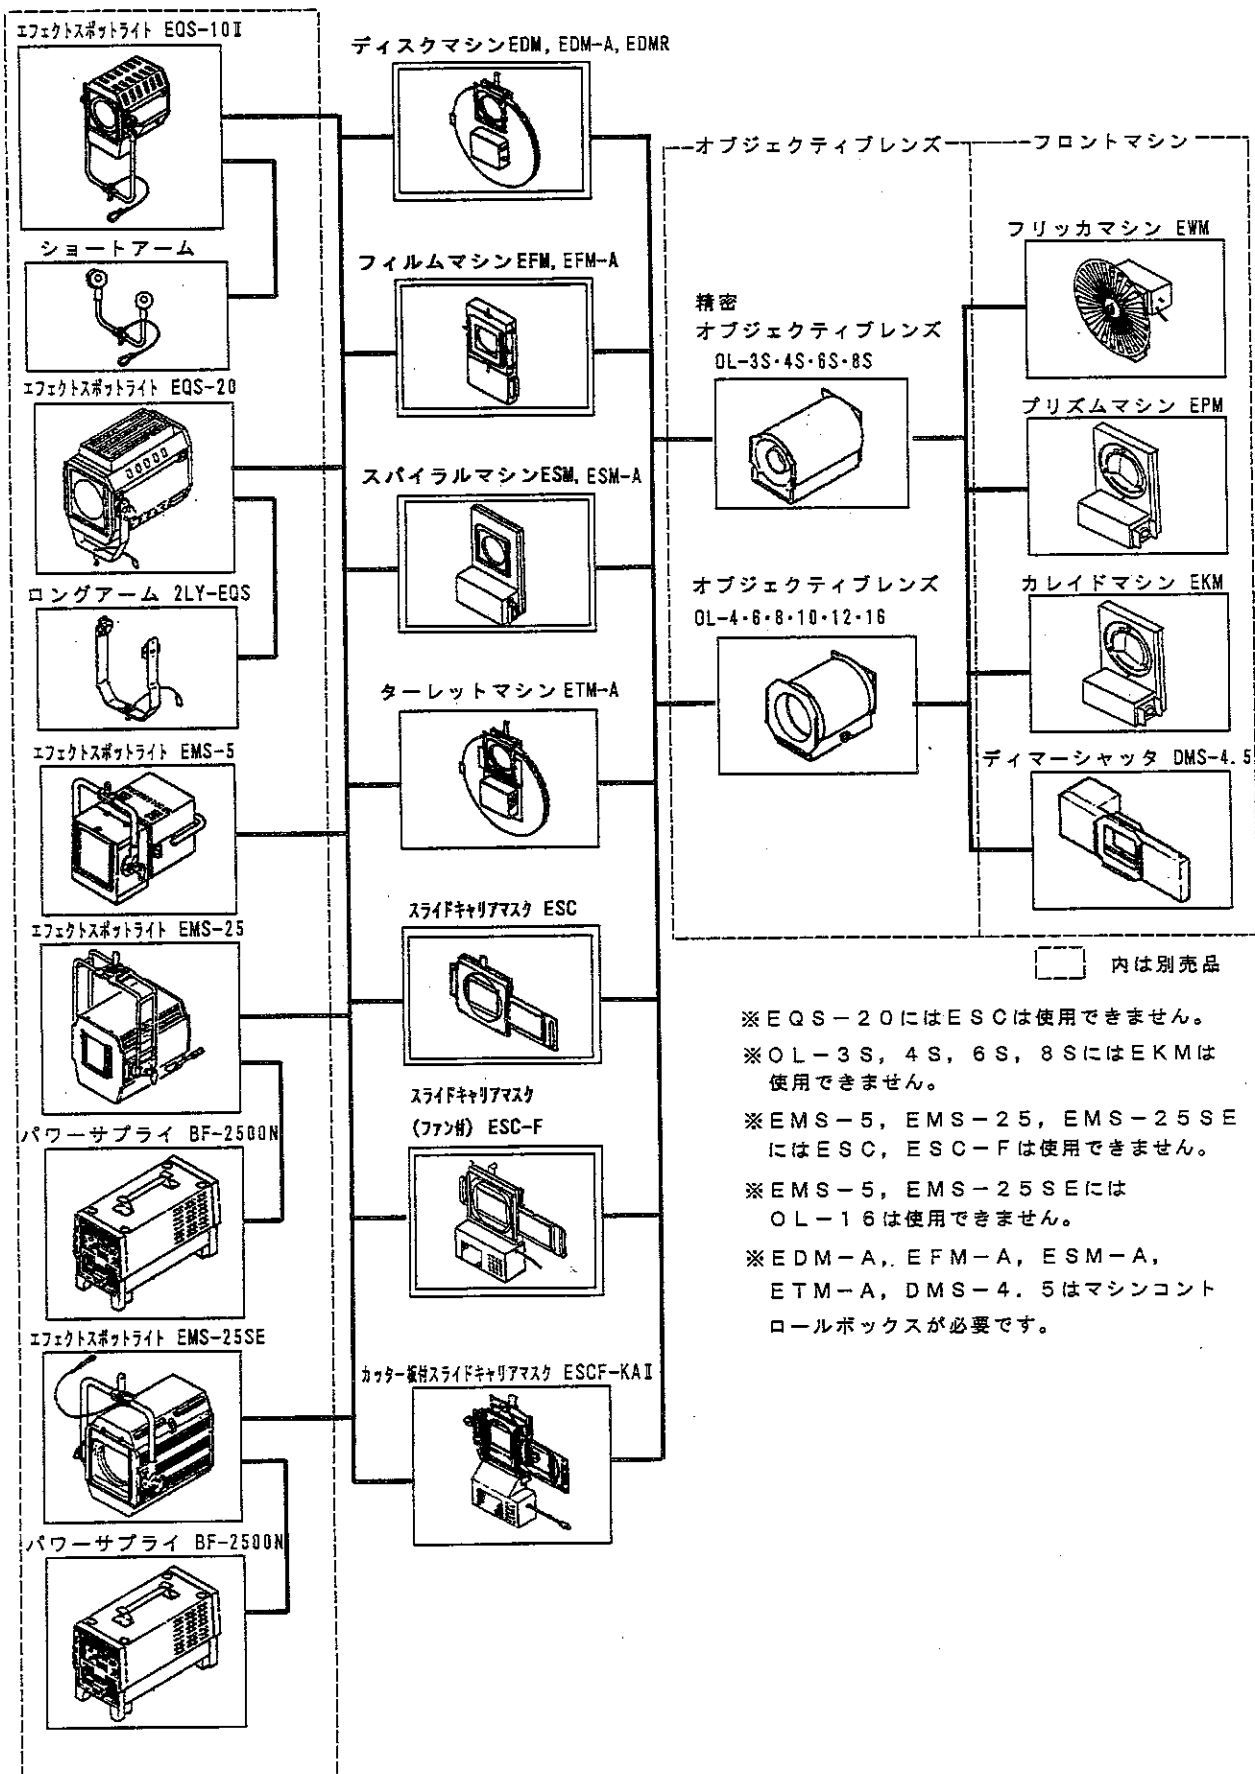 エフェクトスポットライト EQS-10Ⅱ
ショートアーム
エフェクトスポットライト EQS-20
ロングアーム 2LY-EQS
エフェクトスポットライト EMS-5
エフェクトスポットライト EMS-25
パワーサプライ BF-2500N
エフェクトスポットライト EMS-25SE
パワーサプライ BF-2500N
ディスクマシンEDM, EDM-A, EDMR
フィルムマシンEFM, EFM-A
スパイラルマシンESM, ESM-A
ターレットマシンETM-A
スライドキャリアマスク ESC
スライドキャリアマスク
(ファン付) ESC-F
カッター板付スライドキャリアマスク ESCF-KAⅡ
オブジェクティブレンズ
精密
オブジェクティブレンズ
OL-3S・4S・6S・8S
オブジェクティブレンズ
OL-4・6・8・10・12・16
フロントマシン
フリッカマシン EWM
プリズムマシン EPM
カレイドマシン EKM
ディマーシャッタ DMS-4.5
内は別売品
※EQS-20にはESCは使用できません。
※OL-3S, 4S, 6S, 8SにはEKMは
使用できません。
※EMS-5, EMS-25, EMS-25SE
にはESC, ESC-Fは使用できません。
※EMS-5, EMS-25SEには
OL-16は使用できません。
※EDM-A, EFM-A, ESM-A,
ETM-A, DMS-4.5はマシンコント
ロールボックスが必要です。